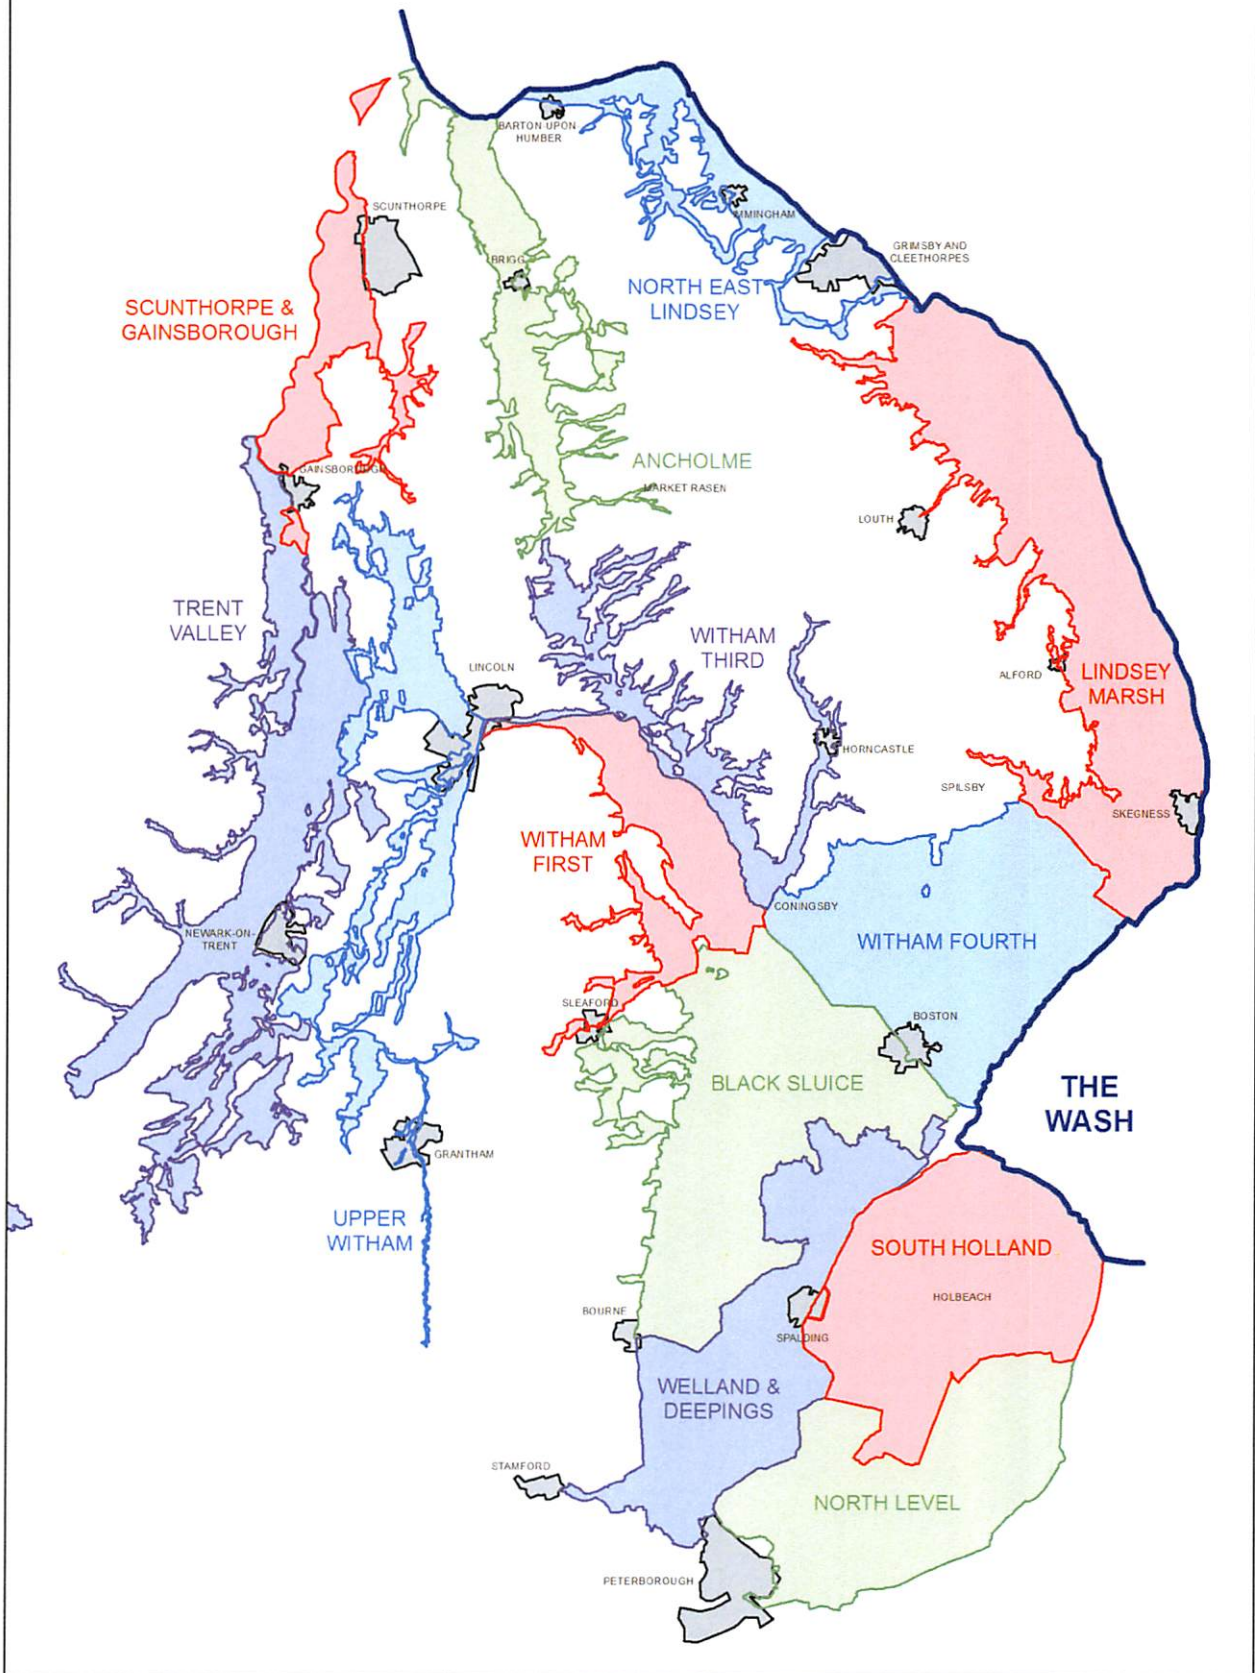 BARTON UPON
HUMBER
SCUNTHORPE
IMMINGHAM
GRIMSBY AND
CLEETHORPES
BRIGG
NORTH EAST
LINDSEY
SCUNTHORPE &
GAINSBOROUGH
ANCHOLME
GAINSBOROUGH
MARKET RASEN
LOUTH
TRENT
VALLEY
WITHAM
THIRD
LINCOLN
ALFORD
LINDSEY
MARSH
HORNCASTLE
SPILSBY
SKEGNESS
WITHAM
FIRST
CONINGSBY
NEWARK-ON-
TRENT
WITHAM FOURTH
SLEAFORD
BOSTON
BLACK SLUICE
THE
WASH
GRANTHAM
UPPER
WITHAM
SOUTH HOLLAND
HOLBEACH
BOURNE
SPALDING
WELLAND &
DEEPINGS
STAMFORD
NORTH LEVEL
PETERBOROUGH